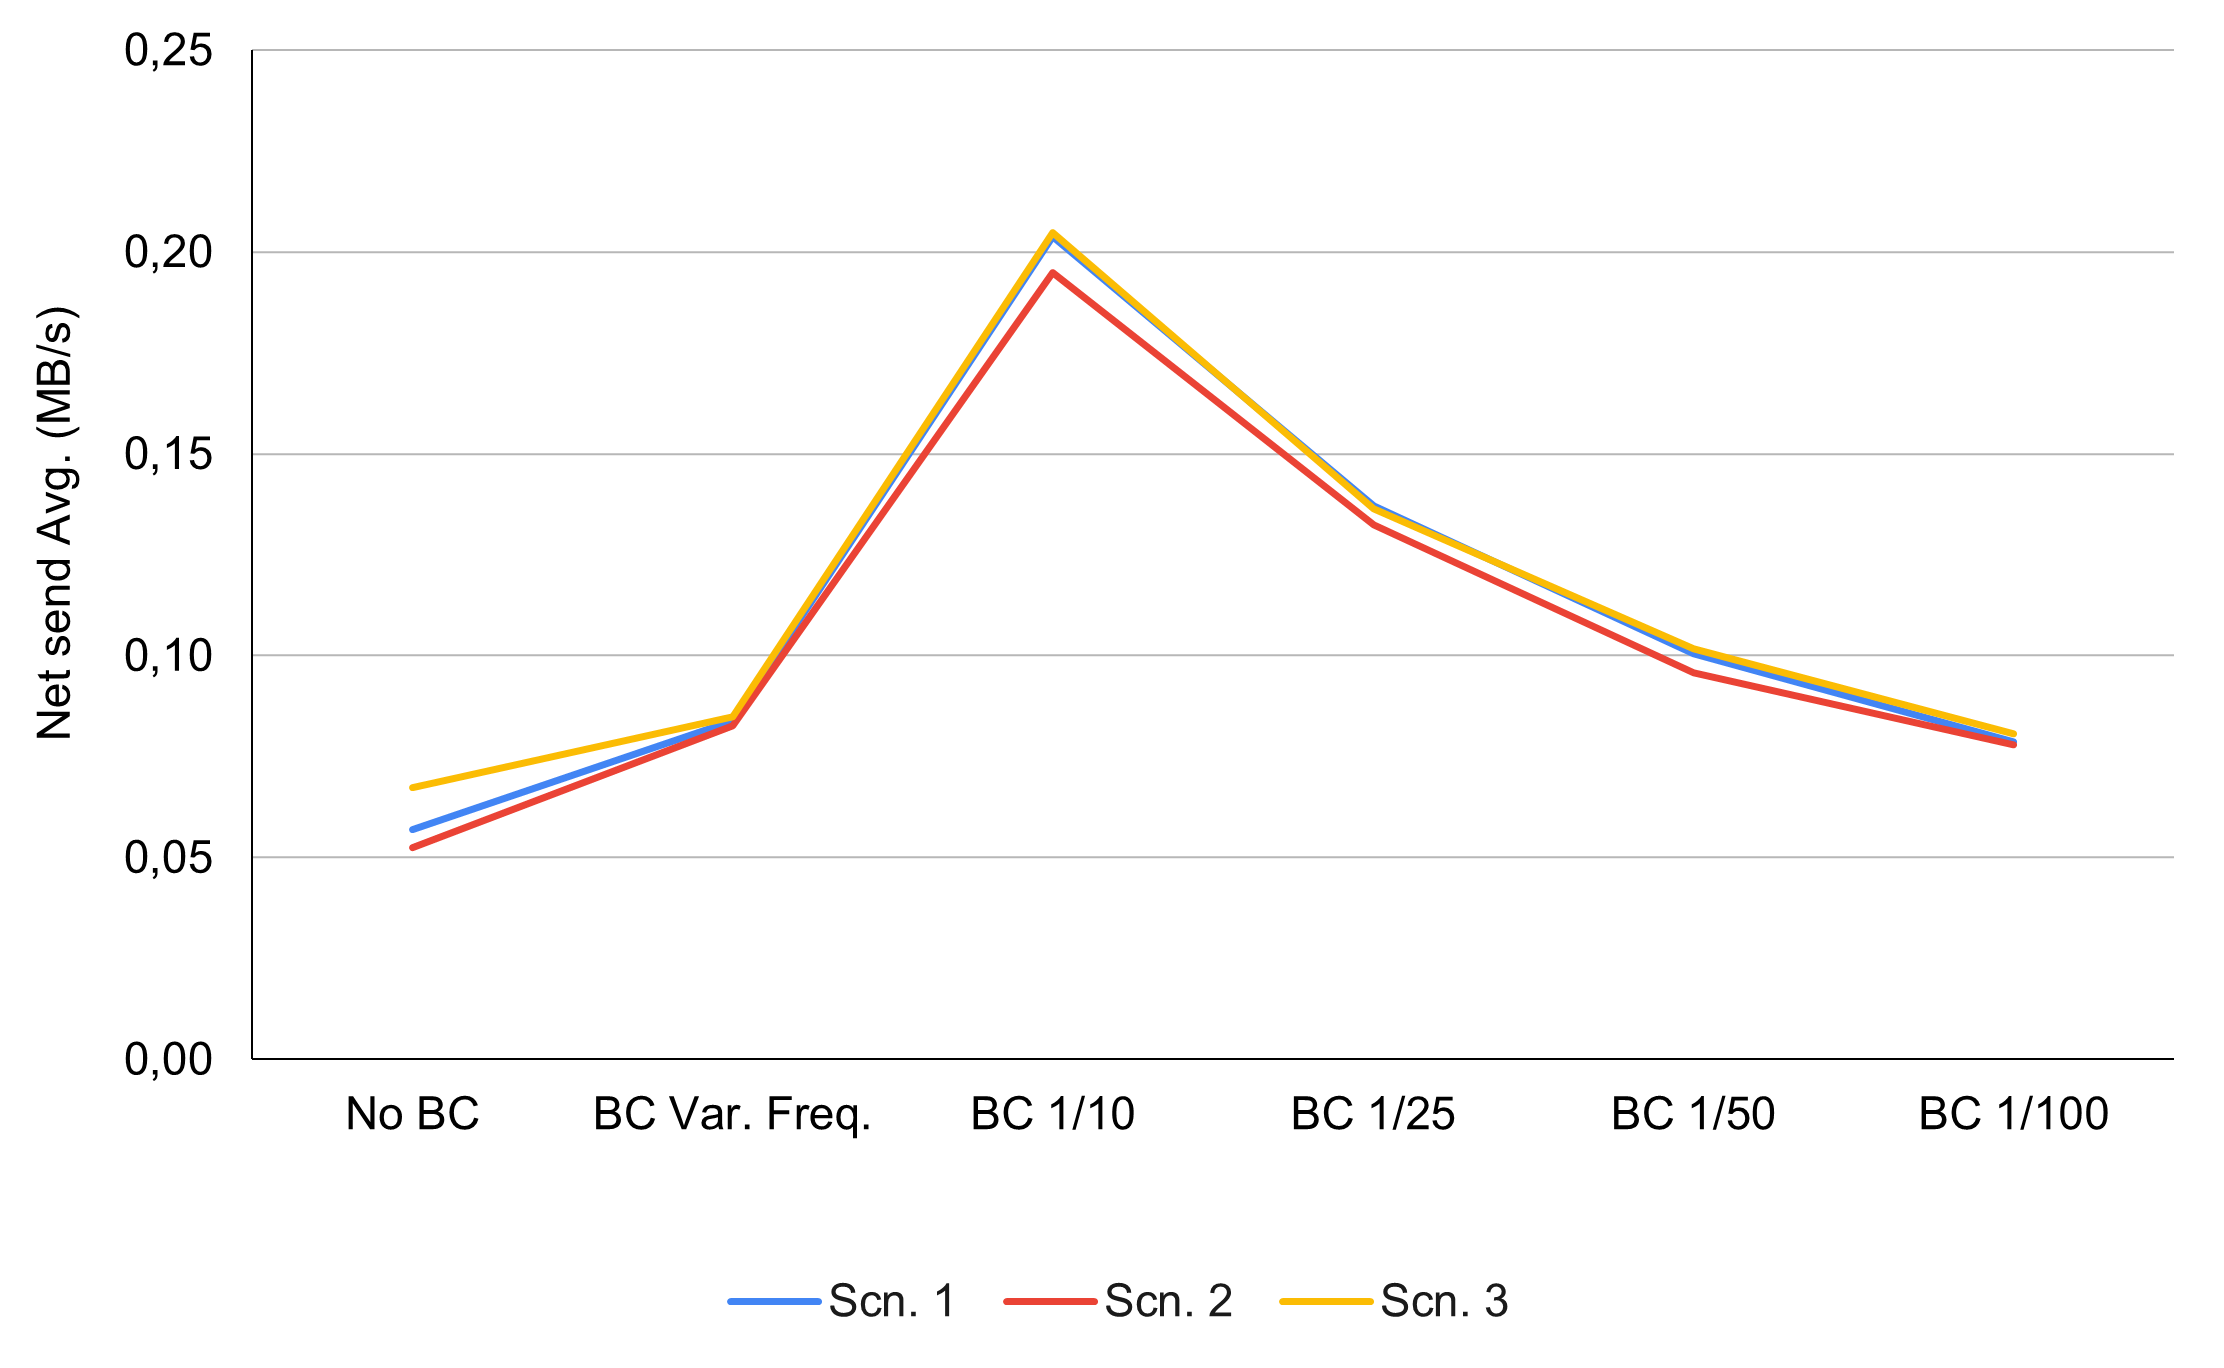 0,25
0,20
0,15
0,10
0,05
0,00
Net send Avg. (MB/s)
No BC
BC Var. Freq.
BC 1/10
BC 1/25
BC 1/50
BC 1/100
Scn. 1
Scn. 2
Scn. 3